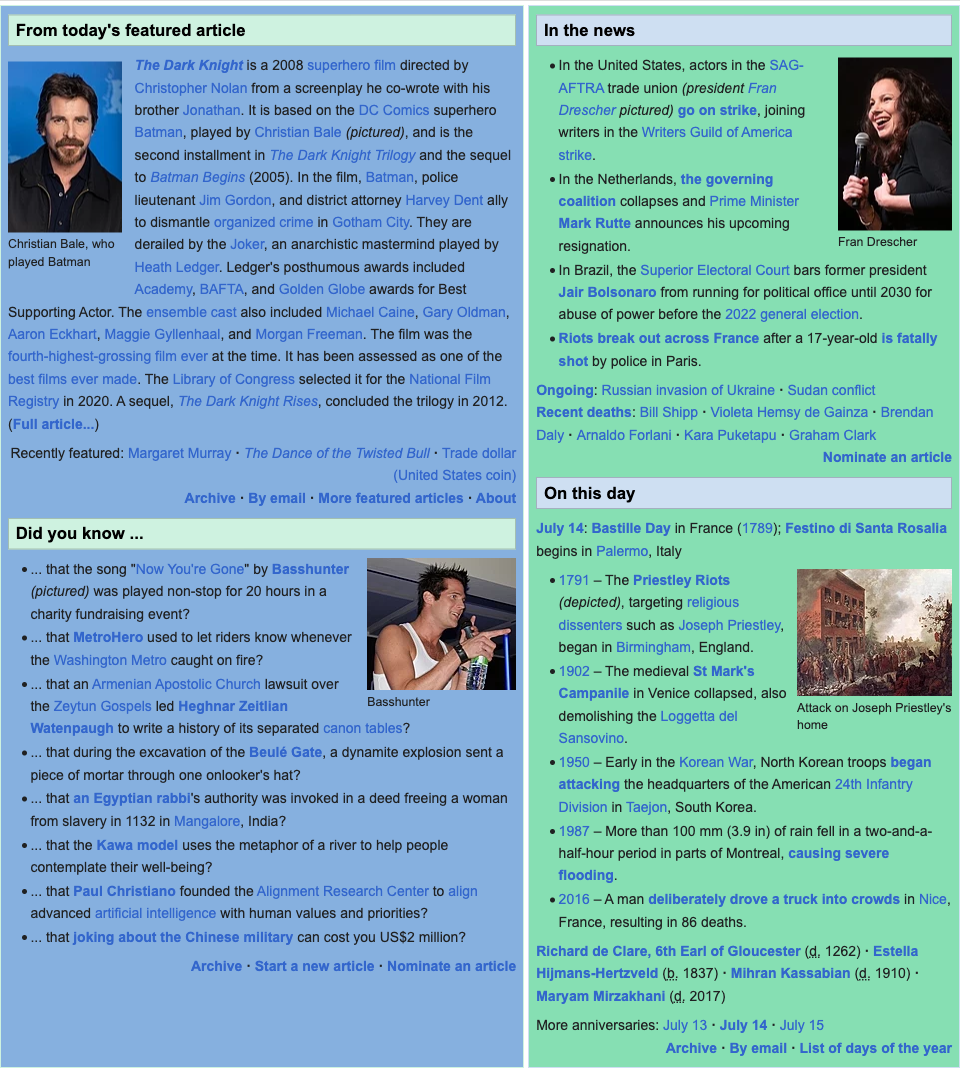 From today's featured article
The Dark Knight is a 2008 superhero film directed by
Christopher Nolan from a screenplay he co-wrote with his
brother Jonathan. It is based on the DC Comics superhero
Batman, played by Christian Bale (pictured), and is the
second installment in The Dark Knight Trilogy and the sequel
to Batman Begins (2005). In the film, Batman, police
lieutenant Jim Gordon, and district attorney Harvey Dent ally
to dismantle organized crime in Gotham City. They are
derailed by the Joker, an anarchistic mastermind played by
Heath Ledger. Ledger's posthumous awards included
Academy, BAFTA, and Golden Globe awards for Best
Christian Bale, who
played Batman
Supporting Actor. The ensemble cast also included Michael Caine, Gary Oldman,
Aaron Eckhart, Maggie Gyllenhaal, and Morgan Freeman. The film was the
fourth-highest-grossing film ever at the time. It has been assessed as one of the
best films ever made. The Library of Congress selected it for the National Film
Registry in 2020. A sequel, The Dark Knight Rises, concluded the trilogy in 2012.
(Full article...)
Recently featured: Margaret Murray · The Dance of the Twisted Bull · Trade dollar
(United States coin)
Archive · By email · More featured articles · About
Did you know ...
• ... that the song "Now You're Gone" by Basshunter
(pictured) was played non-stop for 20 hours in a
charity fundraising event?
• ... that MetroHero used to let riders know whenever
the Washington Metro caught on fire?
• ... that an Armenian Apostolic Church lawsuit over
the Zeytun Gospels led Heghnar Zeitlian
Watenpaugh to write a history of its separated canon tables?
Basshunter
• ... that during the excavation of the Beulé Gate, a dynamite explosion sent a
piece of mortar through one onlooker's hat?
• ... that an Egyptian rabbi's authority was invoked in a deed freeing a woman
from slavery in 1132 in Mangalore, India?
• ... that the Kawa model uses the metaphor of a river to help people
contemplate their well-being?
• ... that Paul Christiano founded the Alignment Research Center to align
advanced artificial intelligence with human values and priorities?
• ... that joking about the Chinese military can cost you US$2 million?
Archive · Start a new article · Nominate an article
In the news
• In the United States, actors in the SAG-
AFTRA trade union (president Fran
Drescher pictured) go on strike, joining
writers in the Writers Guild of America
strike.
• In the Netherlands, the governing
coalition collapses and Prime Minister
Mark Rutte announces his upcoming
resignation.
Fran Drescher
• In Brazil, the Superior Electoral Court bars former president
Jair Bolsonaro from running for political office until 2030 for
abuse of power before the 2022 general election.
• Riots break out across France after a 17-year-old is fatally
shot by police in Paris.
Ongoing: Russian invasion of Ukraine · Sudan conflict
Recent deaths: Bill Shipp · Violeta Hemsy de Gainza · Brendan
Daly · Arnaldo Forlani · Kara Puketapu · Graham Clark
Nominate an article
On this day
July 14: Bastille Day in France (1789); Festino di Santa Rosalia
begins in Palermo, Italy
• 1791 – The Priestley Riots
(depicted), targeting religious
dissenters such as Joseph Priestley,
began in Birmingham, England.
• 1902 – The medieval St Mark's
Campanile in Venice collapsed, also
demolishing the Loggetta del
Sansovino.
Attack on Joseph Priestley's
home
• 1950 – Early in the Korean War, North Korean troops began
attacking the headquarters of the American 24th Infantry
Division in Taejon, South Korea.
• 1987 – More than 100 mm (3.9 in) of rain fell in a two-and-a-
half-hour period in parts of Montreal, causing severe
flooding.
• 2016 – A man deliberately drove a truck into crowds in Nice,
France, resulting in 86 deaths.
Richard de Clare, 6th Earl of Gloucester (d. 1262) · Estella
Hijmans-Hertzveld (b. 1837) · Mihran Kassabian (d. 1910) ·
Maryam Mirzakhani (d. 2017)
More anniversaries: July 13 · July 14 · July 15
Archive · By email · List of days of the year